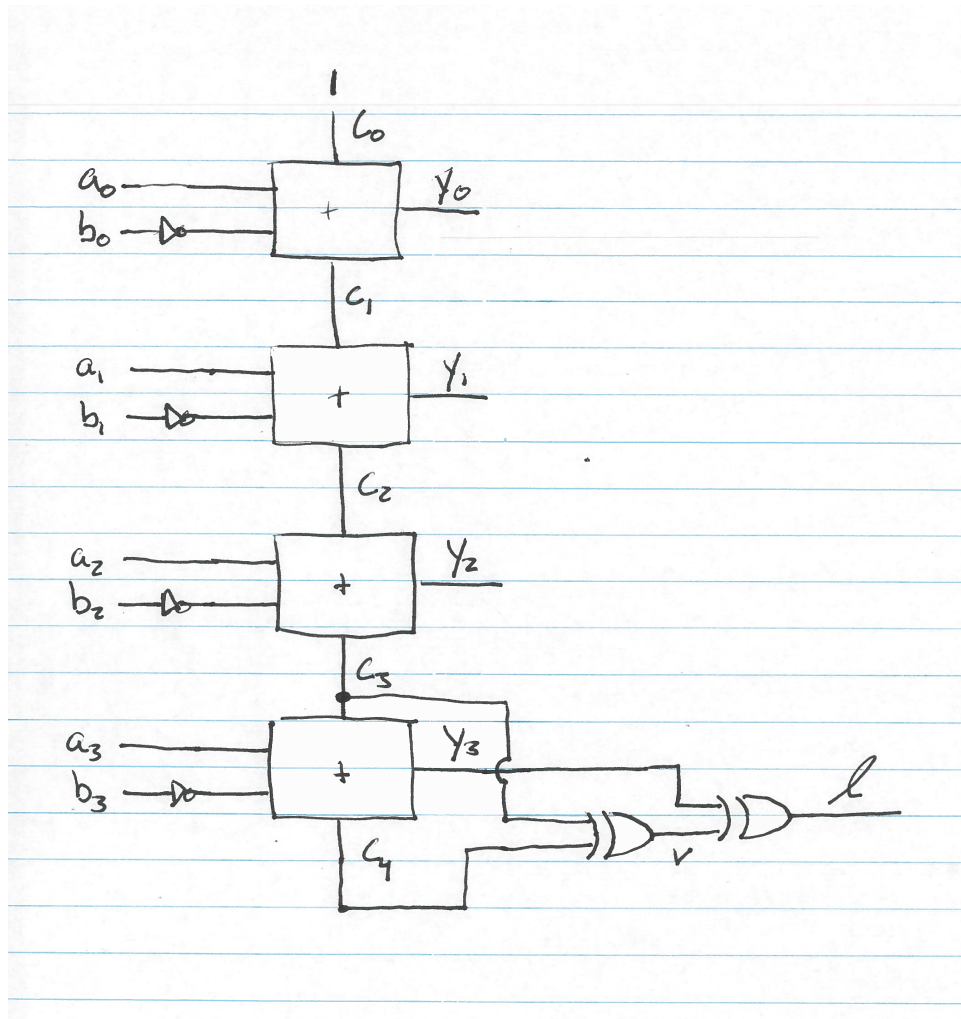 1
C₀
a₀ y₀
+
b₀
C₁
a₁ y₁
+
b₁
C₂
a₂ y₂
+
b₂
C₃
a₃ y₃
+
b₃ l
C₄ v